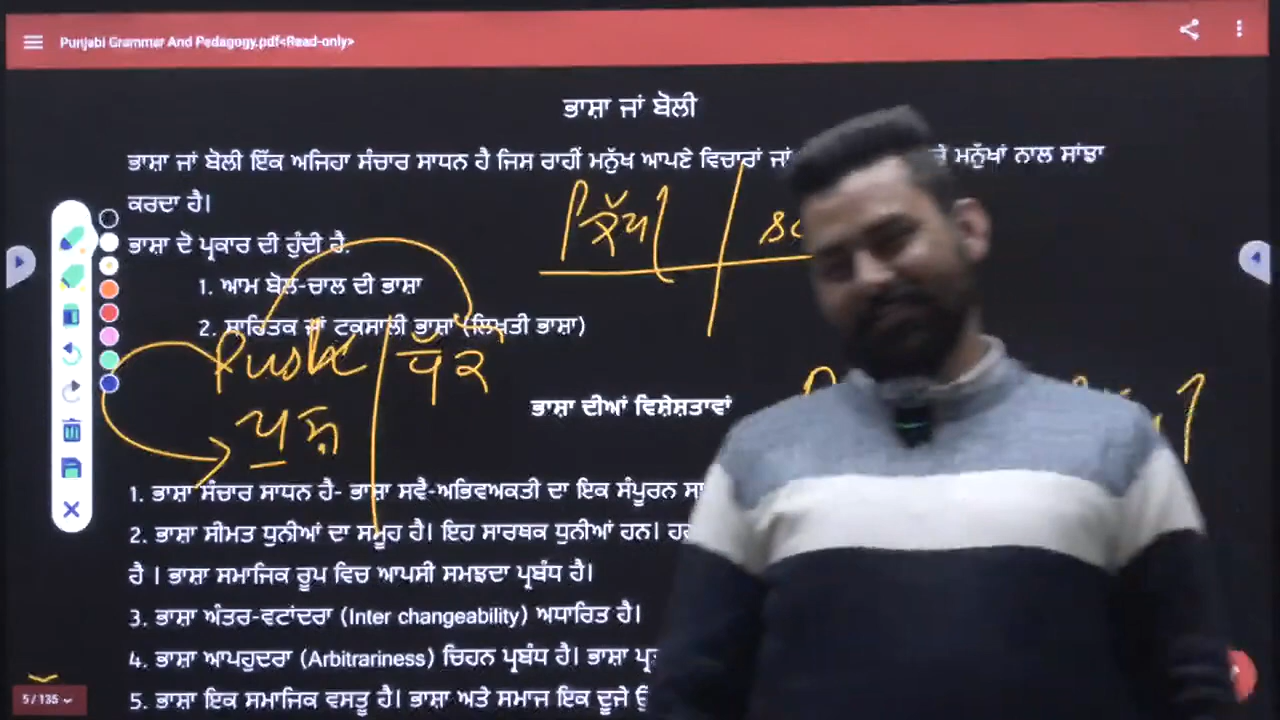 Punjabi Grammar And Pedagogy.pdf<Read-only>
ਭਾਸ਼ਾ ਜਾਂ ਬੋਲੀ
ਭਾਸ਼ਾ ਜਾਂ ਬੋਲੀ ਇੱਕ ਅਜਿਹਾ ਸੰਚਾਰ ਸਾਧਨ ਹੈ ਜਿਸ ਰਾਹੀਂ ਮਨੁੱਖ ਆਪਣੇ ਵਿਚਾਰਾਂ ਜਾਂ ਮਨੁੱਖਾਂ ਨਾਲ ਸਾਂਝਾ
ਕਰਦਾ ਹੈ।
ਭਾਸ਼ਾ ਦੋ ਪ੍ਰਕਾਰ ਦੀ ਹੁੰਦੀ ਹੈ:
1. ਆਮ ਬੋਲ-ਚਾਲ ਦੀ ਭਾਸ਼ਾ
2. ਸਾਹਿਤਕ ਜਾਂ ਟਕਸਾਲੀ ਭਾਸ਼ਾ (ਲਿਖਤੀ ਭਾਸ਼ਾ)
ਧੱਕ
ਭਾਸ਼ਾ ਦੀਆਂ ਵਿਸ਼ੇਸ਼ਤਾਵਾਂ
ਪੁਸ਼
1. ਭਾਸ਼ਾ ਸੰਚਾਰ ਸਾਧਨ ਹੈ- ਭਾਸ਼ਾ ਸਵੈ-ਅਭਿਵਅਕਤੀ ਦਾ ਇਕ ਸੰਪੂਰਨ
2. ਭਾਸ਼ਾ ਸੀਮਤ ਧੁਨੀਆਂ ਦਾ ਸਮੂਹ ਹੈ। ਇਹ ਸਾਰਥਕ ਧੁਨੀਆਂ ਹਨ।
ਹੈ । ਭਾਸ਼ਾ ਸਮਾਜਿਕ ਰੂਪ ਵਿਚ ਆਪਸੀ ਸਮਝਦਾ ਪ੍ਰਬੰਧ ਹੈ।
3. ਭਾਸ਼ਾ ਅੰਤਰ-ਵਟਾਂਦਰਾ (Inter changeability) ਅਧਾਰਿਤ ਹੈ।
4. ਭਾਸ਼ਾ ਆਪਹੁਦਰਾ (Arbitrariness) ਚਿਹਨ ਪ੍ਰਬੰਧ ਹੈ। ਭਾਸ਼ਾ
5. ਭਾਸ਼ਾ ਇਕ ਸਮਾਜਿਕ ਵਸਤੂ ਹੈ। ਭਾਸ਼ਾ ਅਤੇ ਸਮਾਜ ਇਕ ਦੂਜੇ
5 / 135